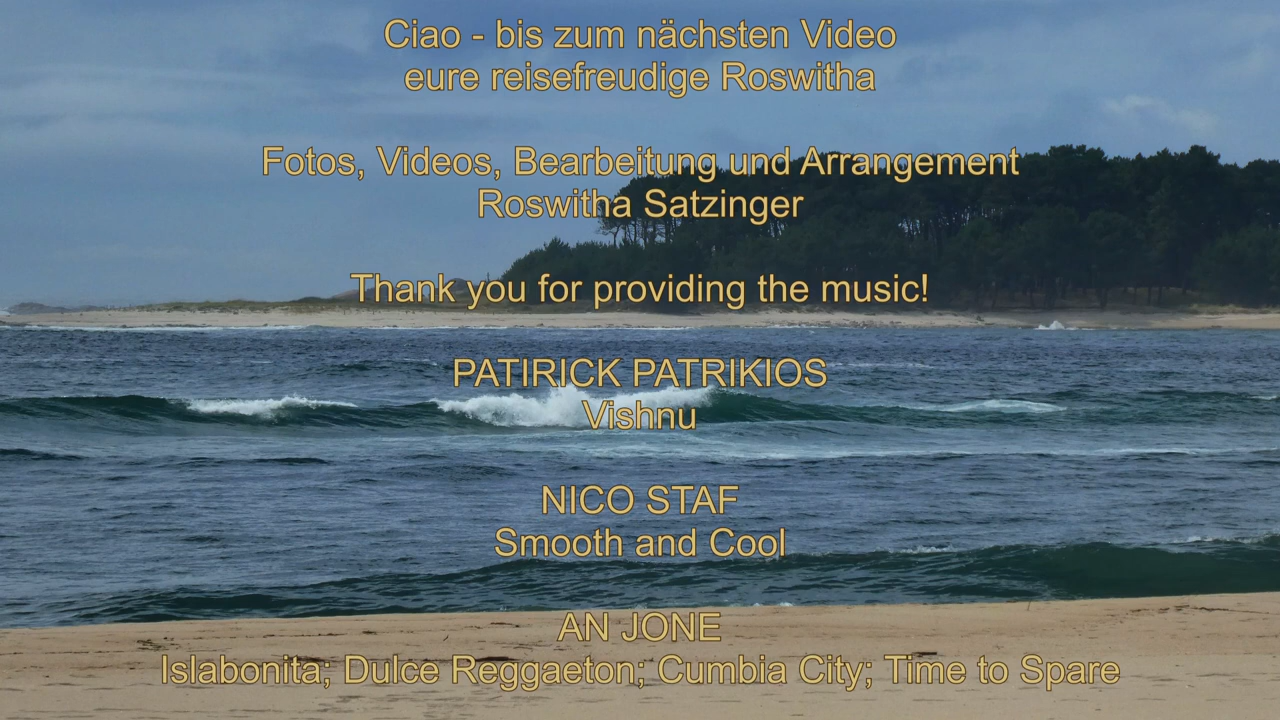 Ciao - bis zum nächsten Video
eure reisefreudige Roswitha
Fotos, Videos, Bearbeitung und Arrangement
Roswitha Satzinger
Thank you for providing the music!
PATIRICK PATRIKIOS
Vishnu
NICO STAF
Smooth and Cool
AN JONE
Islabonita; Dulce Reggaeton; Cumbia City; Time to Spare